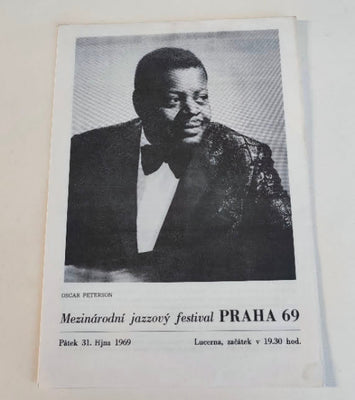 OSCAR PETERSON
Mezinárodní jazzový festival PRAHA 69
Pátek 31. října 1969 Lucerna, začátek v 19.30 hod.